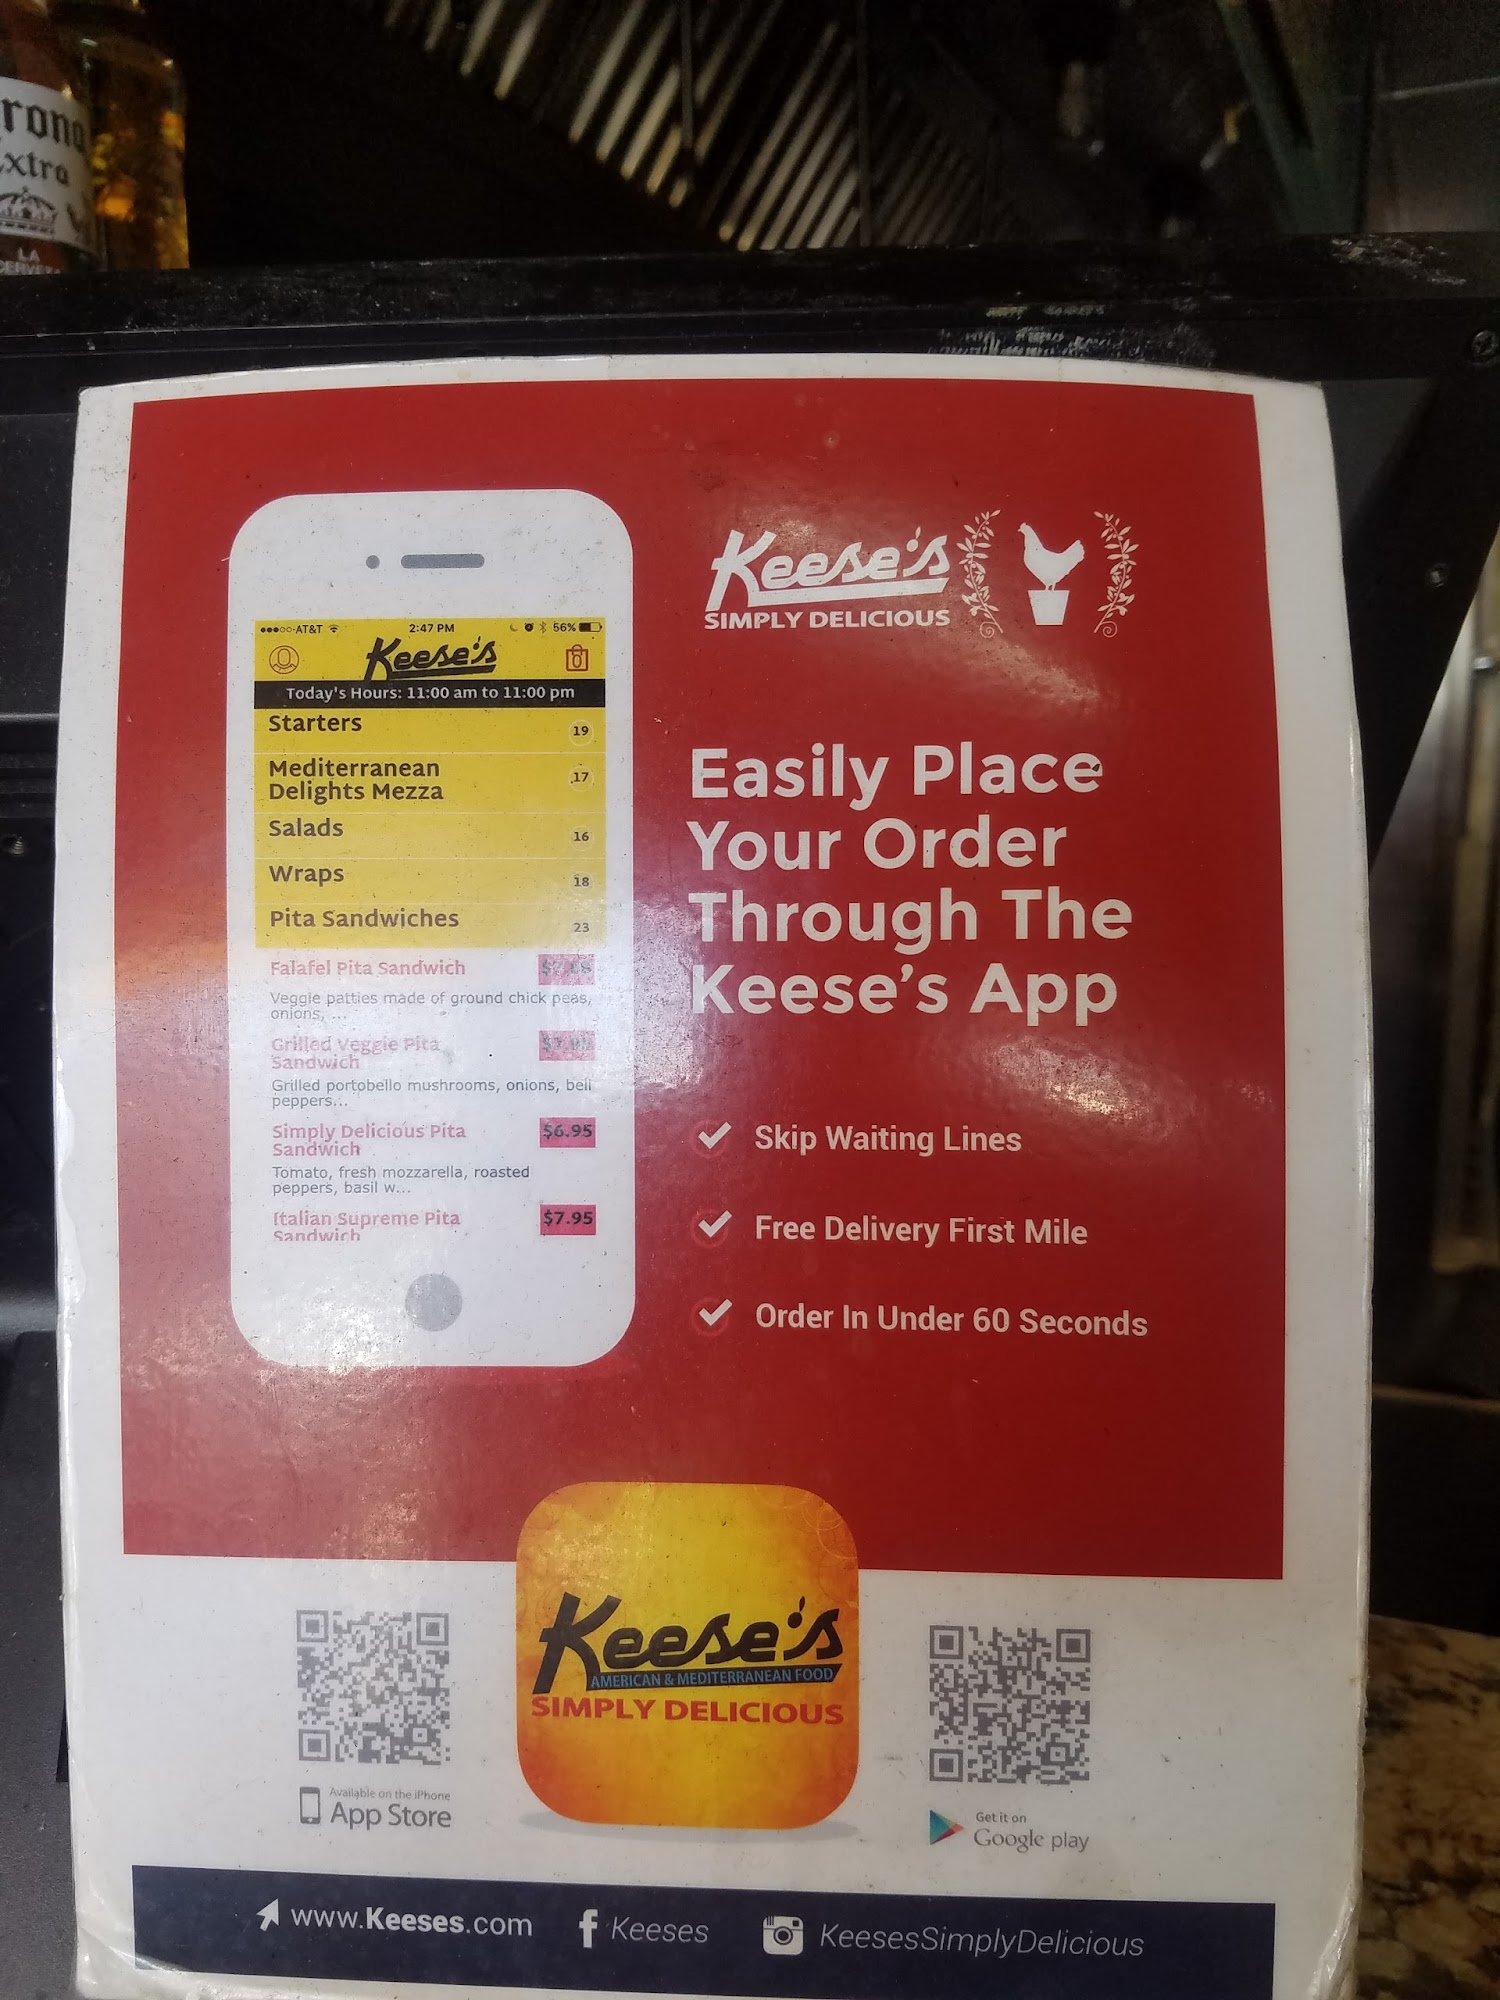 rona
Extra
LA
CERVEZA
Keese's
SIMPLY DELICIOUS
AT&T 2:47 PM 56%
Keese's
0
Today's Hours: 11:00 am to 11:00 pm
Starters 19
Mediterranean
Delights Mezza 17
Salads 16
Wraps 18
Pita Sandwiches 23
Falafel Pita Sandwich
Veggie patties made of ground chick peas,
onions, ...
Grilled Veggie Pita
Sandwich
Grilled portobello mushrooms, onions, bell
peppers...
Simply Delicious Pita $6.95
Sandwich
Tomato, fresh mozzarella, roasted
peppers, basil w...
Italian Supreme Pita $7.95
Sandwich
Easily Place
Your Order
Through The
Keese's App
Skip Waiting Lines
Free Delivery First Mile
Order In Under 60 Seconds
Keese's
AMERICAN & MEDITERRANEAN FOOD
SIMPLY DELICIOUS
Available on the iPhone
App Store
Get it on
Google play
www.Keeses.com Keeses KeesesSimplyDelicious